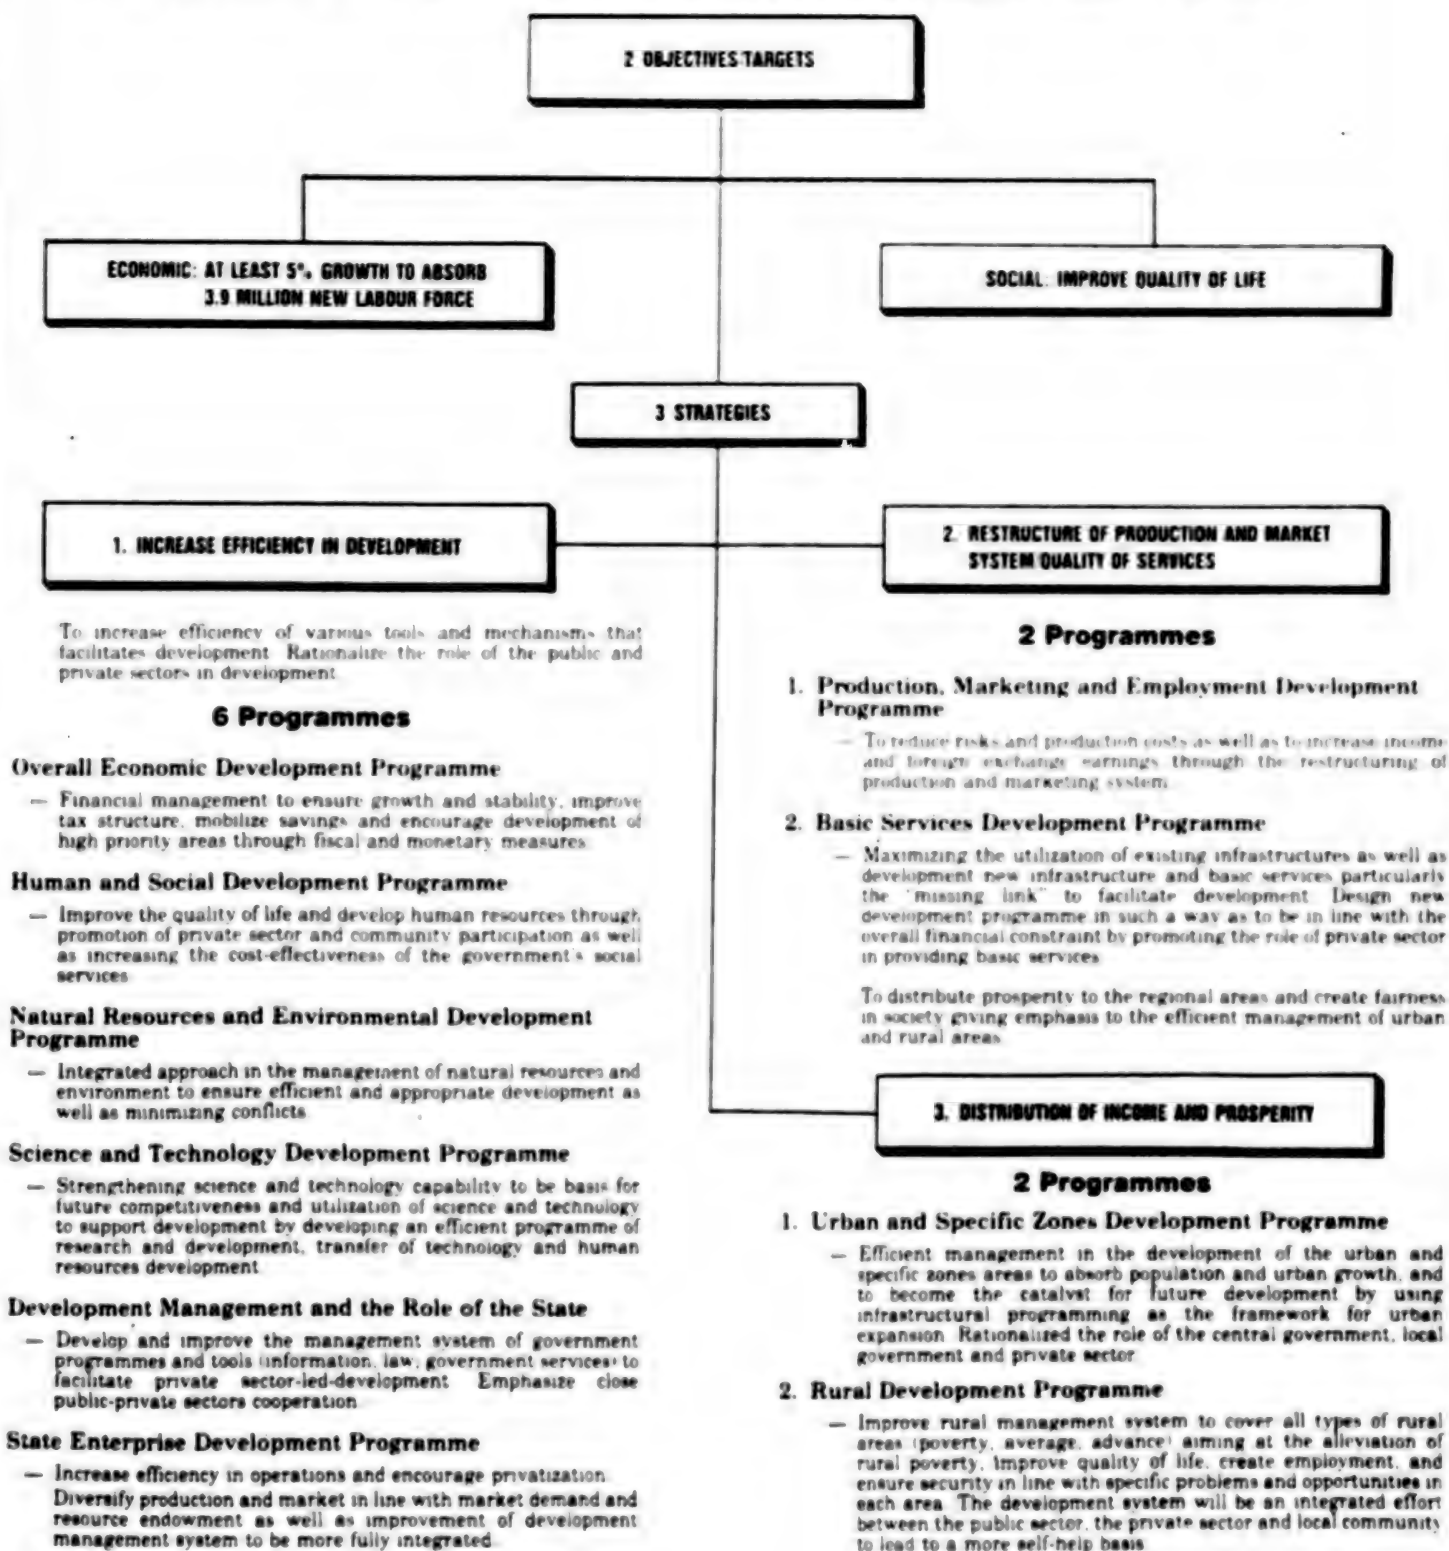 2 OBJECTIVES TARGETS
ECONOMIC: AT LEAST 5% GROWTH TO ABSORB
3.9 MILLION NEW LABOUR FORCE
SOCIAL: IMPROVE QUALITY OF LIFE
3 STRATEGIES
1. INCREASE EFFICIENCY IN DEVELOPMENT
To increase efficiency of various tools and mechanisms that
facilitates development. Rationalize the role of the public and
private sectors in development
6 Programmes
Overall Economic Development Programme
— Financial management to ensure growth and stability, improve
tax structure, mobilize savings and encourage development of
high priority areas through fiscal and monetary measures
Human and Social Development Programme
— Improve the quality of life and develop human resources through
promotion of private sector and community participation as well
as increasing the cost-effectiveness of the government's social
services
Natural Resources and Environmental Development
Programme
— Integrated approach in the management of natural resources and
environment to ensure efficient and appropriate development as
well as minimizing conflicts
Science and Technology Development Programme
— Strengthening science and technology capability to be basis for
future competitiveness and utilization of science and technology
to support development by developing an efficient programme of
research and development, transfer of technology and human
resources development
Development Management and the Role of the State
— Develop and improve the management system of government
programmes and tools (information, law, government services) to
facilitate private sector-led-development. Emphasize close
public-private sectors cooperation
State Enterprise Development Programme
— Increase efficiency in operations and encourage privatization
Diversify production and market in line with market demand and
resource endowment as well as improvement of development
management system to be more fully integrated
2. RESTRUCTURE OF PRODUCTION AND MARKET
SYSTEM QUALITY OF SERVICES
2 Programmes
1. Production, Marketing and Employment Development
Programme
— To reduce risks and production costs as well as to increase income
and foreign exchange earnings through the restructuring of
production and marketing system
2. Basic Services Development Programme
— Maximizing the utilization of existing infrastructures as well as
development new infrastructure and basic services particularly
the "missing link" to facilitate development. Design new
development programme in such a way as to be in line with the
overall financial constraint by promoting the role of private sector
in providing basic services
To distribute prosperity to the regional areas and create fairness
in society giving emphasis to the efficient management of urban
and rural areas
3. DISTRIBUTION OF INCOME AND PROSPERITY
2 Programmes
1. Urban and Specific Zones Development Programme
— Efficient management in the development of the urban and
specific zones areas to absorb population and urban growth, and
to become the catalyst for future development by using
infrastructural programming as the framework for urban
expansion. Rationalized the role of the central government, local
government and private sector
2. Rural Development Programme
— Improve rural management system to cover all types of rural
areas (poverty, average, advance) aiming at the alleviation of
rural poverty, improve quality of life, create employment, and
ensure security in line with specific problems and opportunities in
each area. The development system will be an integrated effort
between the public sector, the private sector and local community
to lead to a more self-help basis